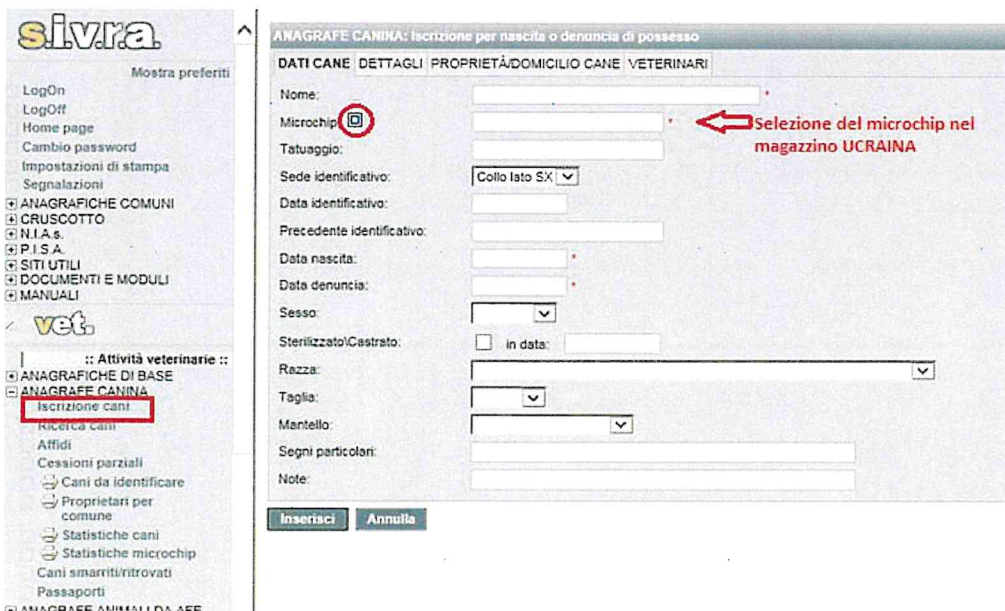 s.i.v.r.a.
Mostra preferiti
LogOn
LogOff
Home page
Cambio password
Impostazioni di stampa
Segnalazioni
ANAGRAFICHE COMUNI
CRUSCOTTO
N.I.A.s.
P.I.S.A.
SITI UTILI
DOCUMENTI E MODULI
MANUALI
vet.
:: Attività veterinarie ::
ANAGRAFICHE DI BASE
ANAGRAFE CANINA
Iscrizione cani
Ricerca cani
Affidi
Cessioni parziali
Cani da identificare
Proprietari per
comune
Statistiche cani
Statistiche microchip
Cani smarriti/ritrovati
Passaporti
ANAGRAFE ANIMALI DA AFF
ANAGRAFE CANINA: Iscrizione per nascita o denuncia di possesso
DATI CANE DETTAGLI PROPRIETÀ/DOMICILIO CANE VETERINARI
Nome: *
Microchip *
Selezione del microchip nel
magazzino UCRAINA
Tatuaggio:
Sede identificativo: Collo lato SX
Data identificativo:
Precedente identificativo:
Data nascita: *
Data denuncia: *
Sesso:
Sterilizzato\Castrato: in data:
Razza:
Taglia:
Mantello:
Segni particolari:
Note:
Inserisci Annulla